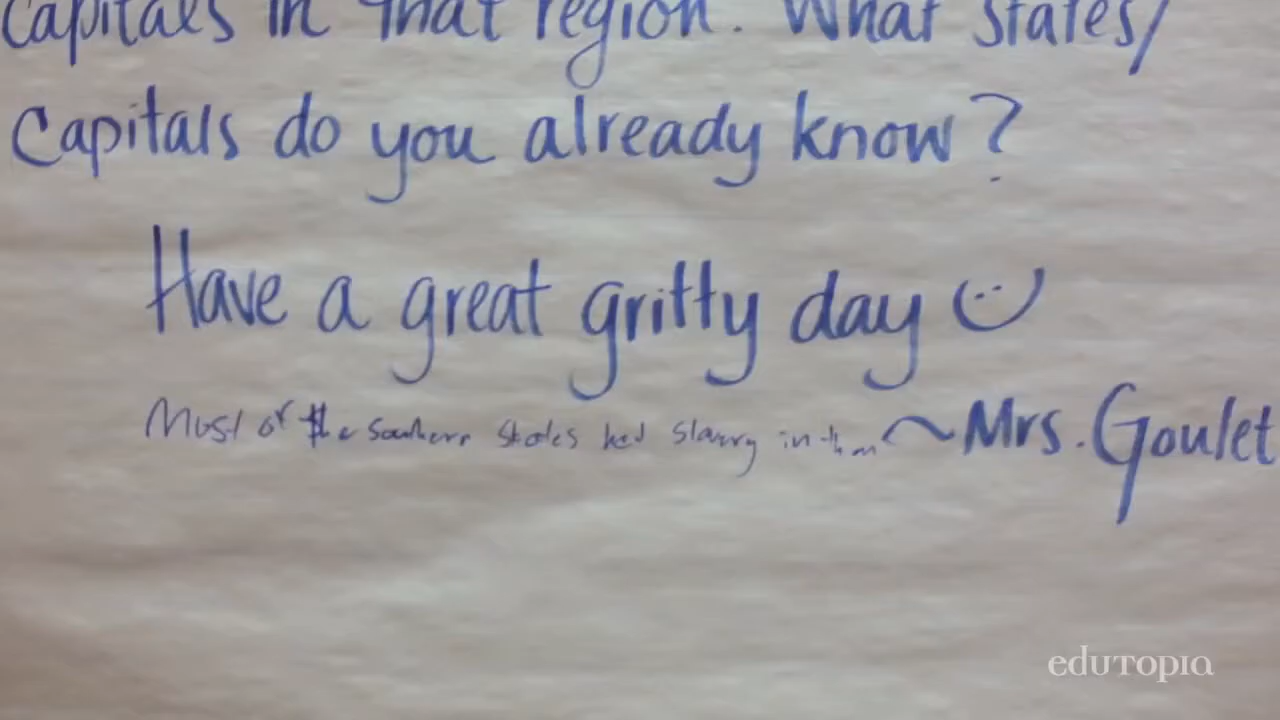 Capitals in that region. What states/
Capitals do you already know?
Have a great gritty day
Most of the Southern States had slavry in them
~Mrs. Goulet
edutopia